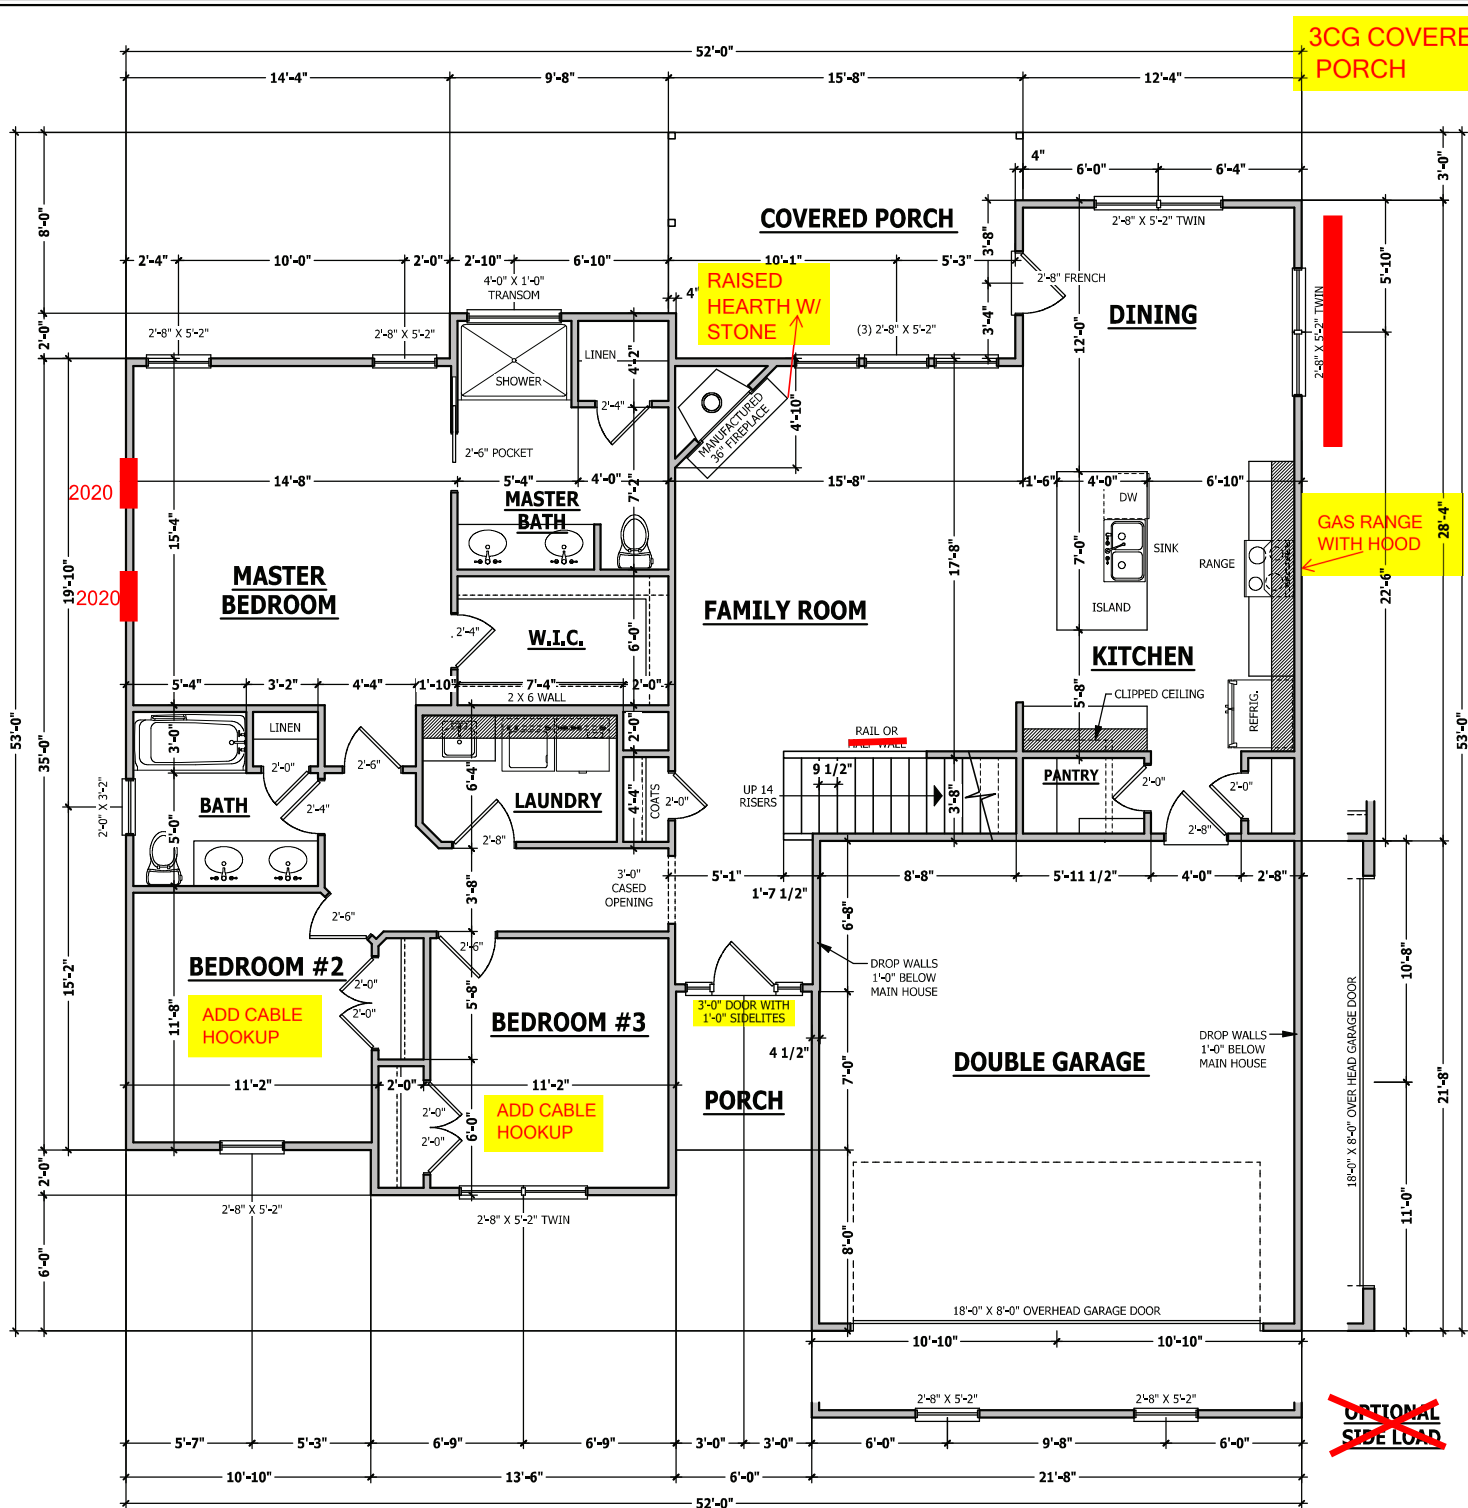 52'-0"
3CG COVERE
PORCH
14'-4"
9'-8"
15'-8"
12'-4"
4"
6'-0"
6'-4"
3'-0"
8'-0"
COVERED PORCH
2'-8" X 5'-2" TWIN
3'-8"
2'-4"
10'-0"
2'-0"
2'-10"
6'-10"
10'-1"
5'-3"
5'-10"
4'-0" X 1'-0"
TRANSOM
4"
RAISED
HEARTH W/
STONE
2'-8" FRENCH
DINING
2'-0"
2'-8" X 5'-2"
2'-8" X 5'-2"
(3) 2'-8" X 5'-2"
3'-4"
12'-0"
2'-8" X 5'-2" TWIN
LINEN
4'-2"
SHOWER
2'-4"
MANUFACTURED
36" FIREPLACE
4'-10"
2'-6" POCKET
2020
14'-8"
5'-4"
4'-0"
7'-2"
15'-8"
1'-6"
4'-0"
6'-10"
MASTER
BATH
DW
GAS RANGE
WITH HOOD
28'-4"
15'-4"
17'-8"
7'-0"
SINK
RANGE
MASTER
BEDROOM
2020
19'-10"
22'-6"
FAMILY ROOM
ISLAND
2'-4"
W.I.C.
6'-0"
KITCHEN
5'-4"
3'-2"
4'-4"
1'-10"
7'-4"
2'-0"
2 X 6 WALL
5'-8"
CLIPPED CEILING
REFRIG.
53'-0"
35'-0"
3'-0"
LINEN
2'-0"
RAIL OR
53'-0"
2'-0"
2'-6"
6'-4"
9 1/2"
PANTRY
2'-0"
2'-0"
2'-0" X 3'-2"
BATH
2'-4"
LAUNDRY
4'-4"
COATS
2'-0"
UP 14
RISERS
3'-8"
5'-0"
2'-8"
2'-8"
3'-0"
CASED
OPENING
5'-1"
1'-7 1/2"
8'-8"
5'-11 1/2"
4'-0"
2'-8"
3'-8"
2'-6"
6'-8"
2'-6"
BEDROOM #2
2'-0"
2'-0"
15'-2"
5'-8"
DROP WALLS
1'-0" BELOW
MAIN HOUSE
10'-8"
ADD CABLE
HOOKUP
11'-8"
BEDROOM #3
3'-0" DOOR WITH
1'-0" SIDELITES
4 1/2"
7'-0"
DOUBLE GARAGE
DROP WALLS
1'-0" BELOW
MAIN HOUSE
18'-0" X 8'-0" OVER HEAD GARAGE DOOR
11'-2"
2'-0"
11'-2"
2'-0"
2'-0"
6'-0"
ADD CABLE
HOOKUP
PORCH
21'-8"
2'-0"
2'-8" X 5'-2"
2'-8" X 5'-2" TWIN
11'-0"
6'-0"
8'-0"
18'-0" X 8'-0" OVERHEAD GARAGE DOOR
10'-10"
10'-10"
2'-8" X 5'-2"
2'-8" X 5'-2"
OPTIONAL
SIDE LOAD
5'-7"
5'-3"
6'-9"
6'-9"
3'-0"
3'-0"
6'-0"
9'-8"
6'-0"
10'-10"
13'-6"
6'-0"
21'-8"
52'-0"